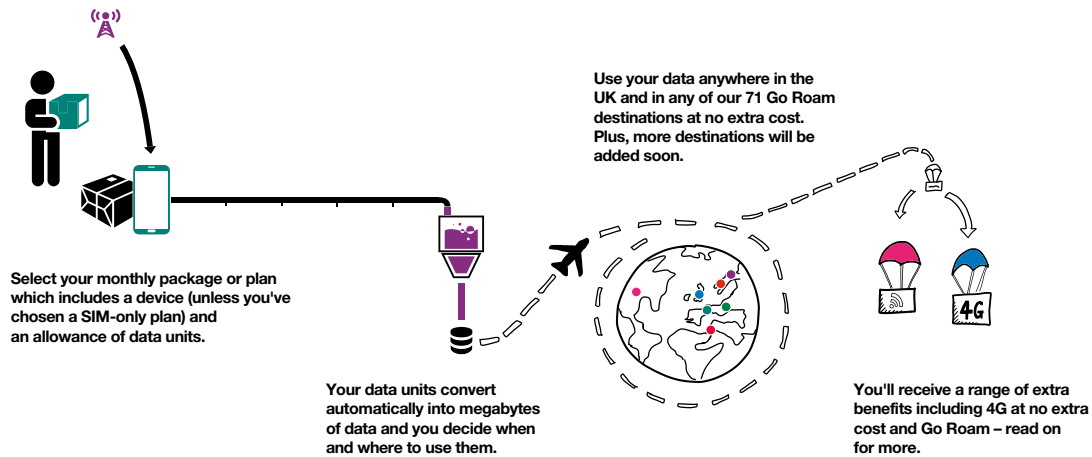 Select your monthly package or plan
which includes a device (unless you've
chosen a SIM-only plan) and
an allowance of data units.
Your data units convert
automatically into megabytes
of data and you decide when
and where to use them.
Use your data anywhere in the
UK and in any of our 71 Go Roam
destinations at no extra cost.
Plus, more destinations will be
added soon.
4G
You'll receive a range of extra
benefits including 4G at no extra
cost and Go Roam – read on
for more.